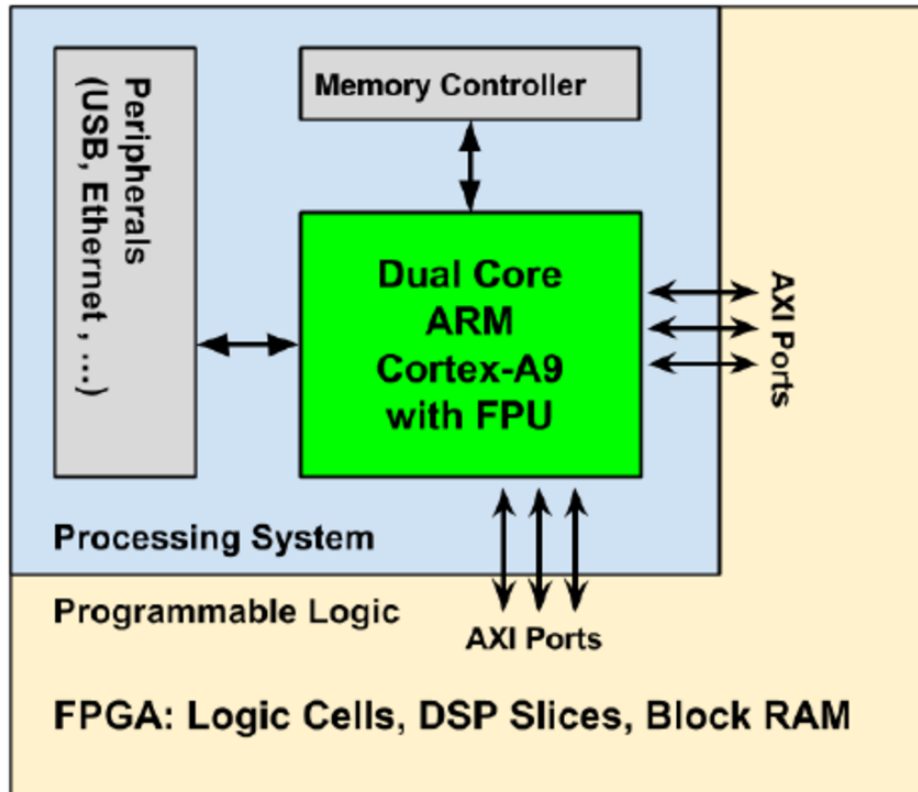 Peripherals
(USB, Ethernet , ...)
Memory Controller
Dual Core
ARM
Cortex-A9
with FPU
AXI Ports
Processing System
Programmable Logic
AXI Ports
FPGA: Logic Cells, DSP Slices, Block RAM